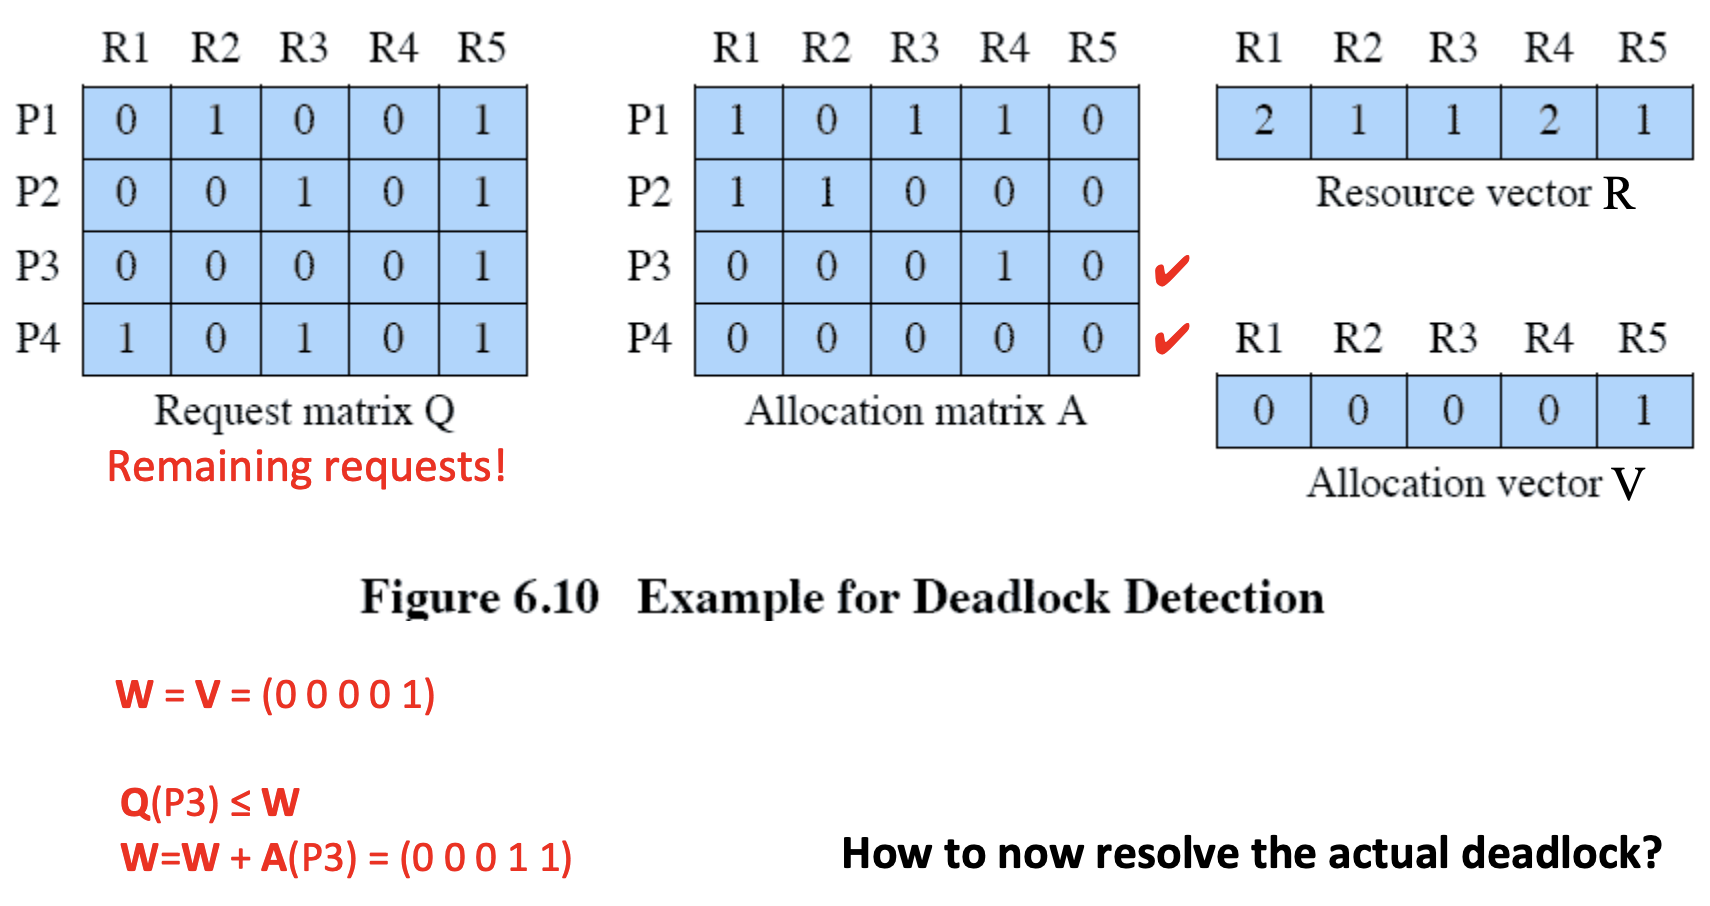 R1 R2 R3 R4 R5
P1 0 1 0 0 1
P2 0 0 1 0 1
P3 0 0 0 0 1
P4 1 0 1 0 1
Request matrix Q
Remaining requests!
R1 R2 R3 R4 R5
P1 1 0 1 1 0
P2 1 1 0 0 0
P3 0 0 0 1 0 ✔
P4 0 0 0 0 0 ✔
Allocation matrix A
R1 R2 R3 R4 R5
2 1 1 2 1
Resource vector R
R1 R2 R3 R4 R5
0 0 0 0 1
Allocation vector V
Figure 6.10 Example for Deadlock Detection
W = V = (0 0 0 0 1)
Q(P3) ≤ W
W=W + A(P3) = (0 0 0 1 1)
How to now resolve the actual deadlock?